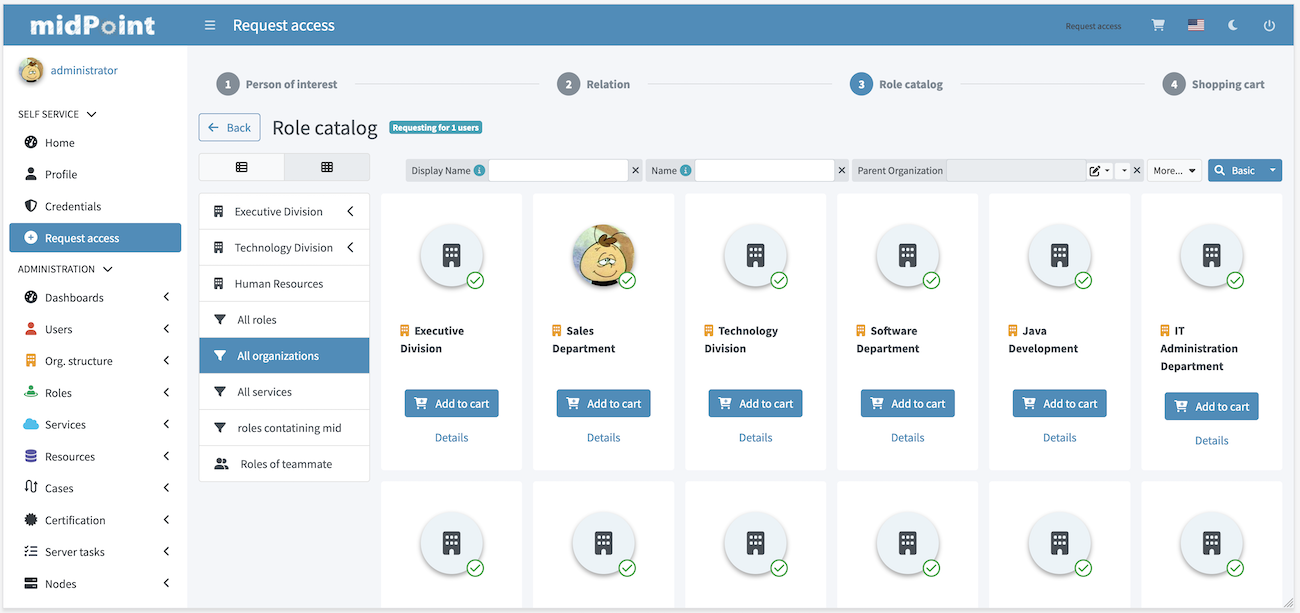 midPoint
Request access
Request access
administrator
SELF SERVICE
Home
Profile
Credentials
Request access
ADMINISTRATION
Dashboards
Users
Org. structure
Roles
Services
Resources
Cases
Certification
Server tasks
Nodes
1 Person of interest
2 Relation
3 Role catalog
4 Shopping cart
Back
Role catalog
Requesting for 1 users
Display Name
Name
Parent Organization
More...
Basic
Executive Division
Technology Division
Human Resources
All roles
All organizations
All services
roles contatining mid
Roles of teammate
Executive
Division
Add to cart
Details
Sales
Department
Add to cart
Details
Technology
Division
Add to cart
Details
Software
Department
Add to cart
Details
Java
Development
Add to cart
Details
IT
Administration
Department
Add to cart
Details